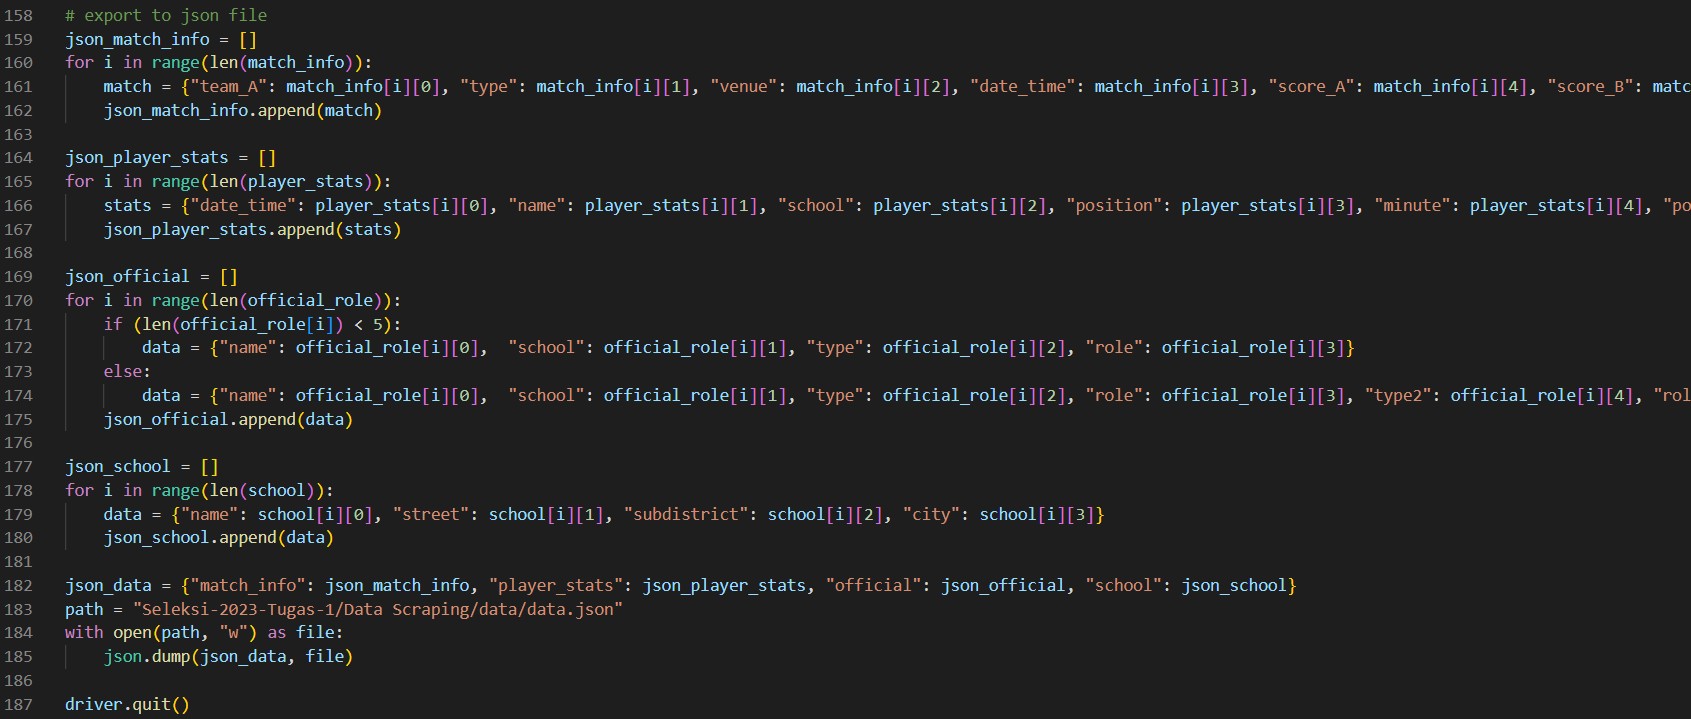 158 # export to json file
159 json_match_info = []
160 for i in range(len(match_info)):
161     match = {"team_A": match_info[i][0], "type": match_info[i][1], "venue": match_info[i][2], "date_time": match_info[i][3], "score_A": match_info[i][4], "score_B": matc
162     json_match_info.append(match)
163
164 json_player_stats = []
165 for i in range(len(player_stats)):
166     stats = {"date_time": player_stats[i][0], "name": player_stats[i][1], "school": player_stats[i][2], "position": player_stats[i][3], "minute": player_stats[i][4], "po
167     json_player_stats.append(stats)
168
169 json_official = []
170 for i in range(len(official_role)):
171     if (len(official_role[i]) < 5):
172         data = {"name": official_role[i][0],  "school": official_role[i][1], "type": official_role[i][2], "role": official_role[i][3]}
173     else:
174         data = {"name": official_role[i][0],  "school": official_role[i][1], "type": official_role[i][2], "role": official_role[i][3], "type2": official_role[i][4], "rol
175     json_official.append(data)
176
177 json_school = []
178 for i in range(len(school)):
179     data = {"name": school[i][0], "street": school[i][1], "subdistrict": school[i][2], "city": school[i][3]}
180     json_school.append(data)
181
182 json_data = {"match_info": json_match_info, "player_stats": json_player_stats, "official": json_official, "school": json_school}
183 path = "Seleksi-2023-Tugas-1/Data Scraping/data/data.json"
184 with open(path, "w") as file:
185     json.dump(json_data, file)
186
187 driver.quit()